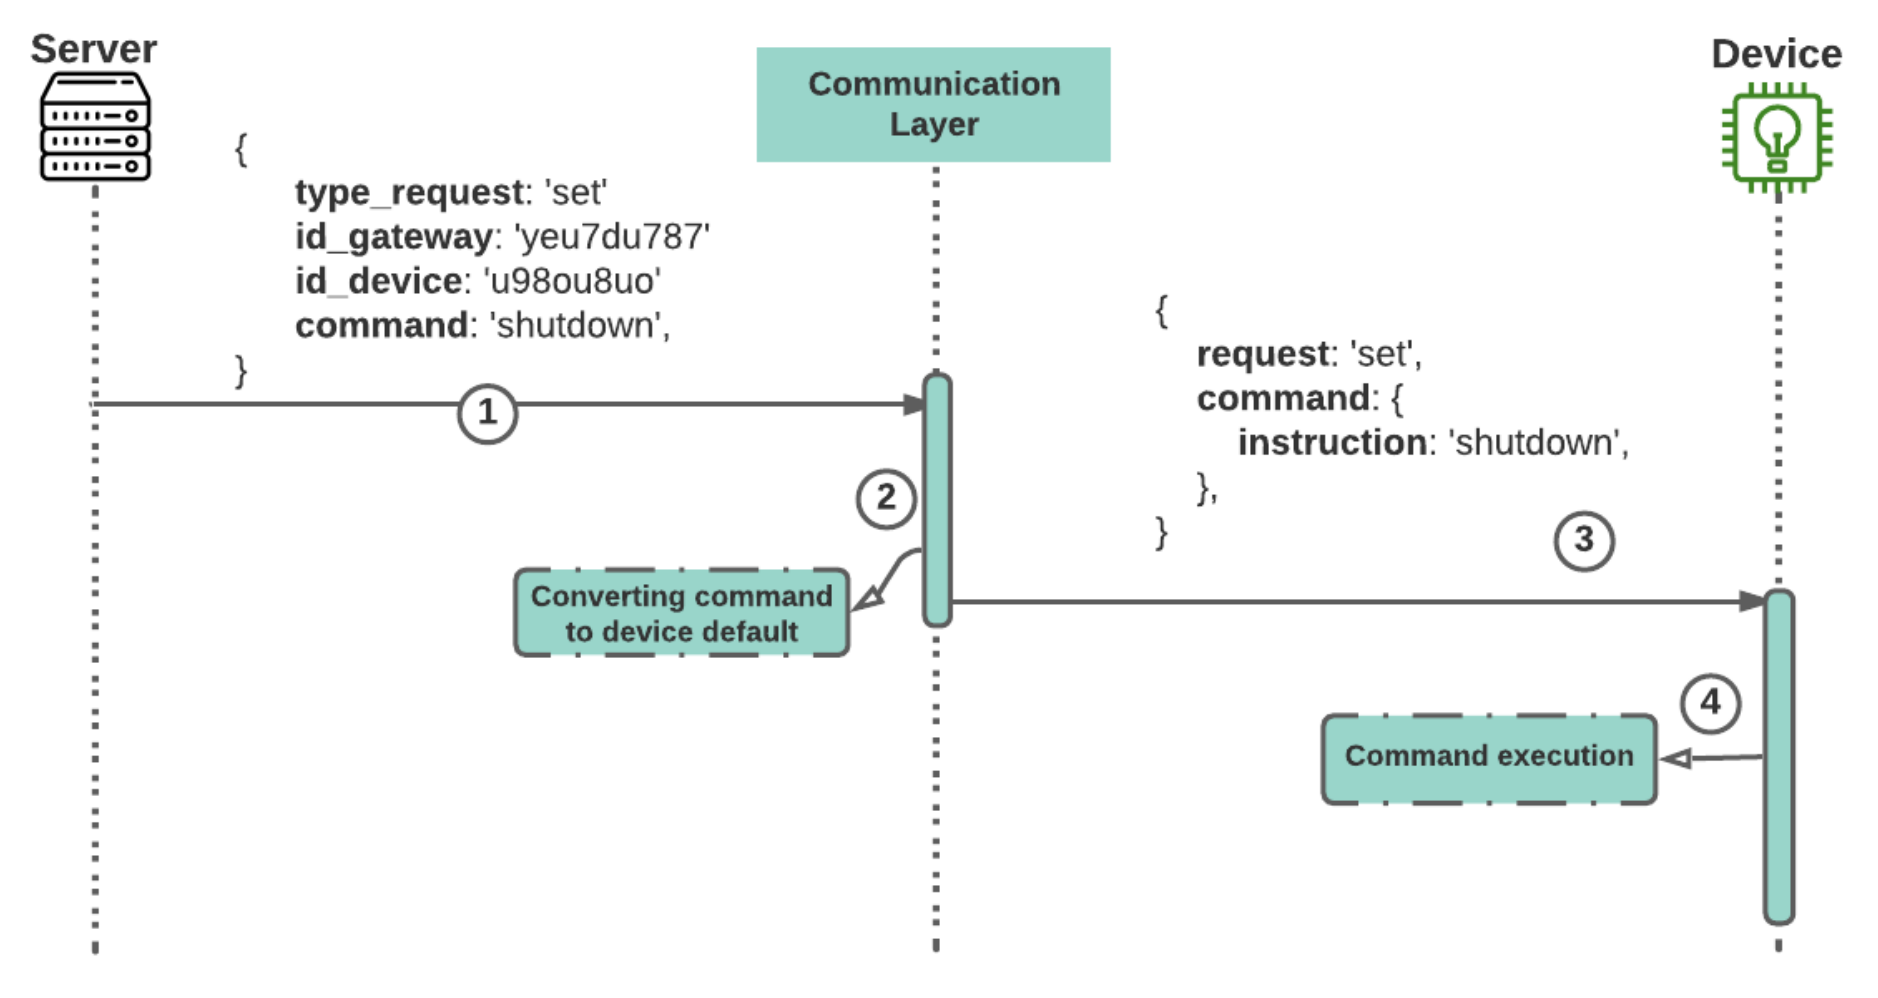 Server
Communication
Layer
Device
{
type_request: 'set'
id_gateway: 'yeu7du787'
id_device: 'u98ou8uo'
command: 'shutdown',
}
1
{
request: 'set',
command: {
instruction: 'shutdown',
},
}
2
3
Converting command
to device default
4
Command execution